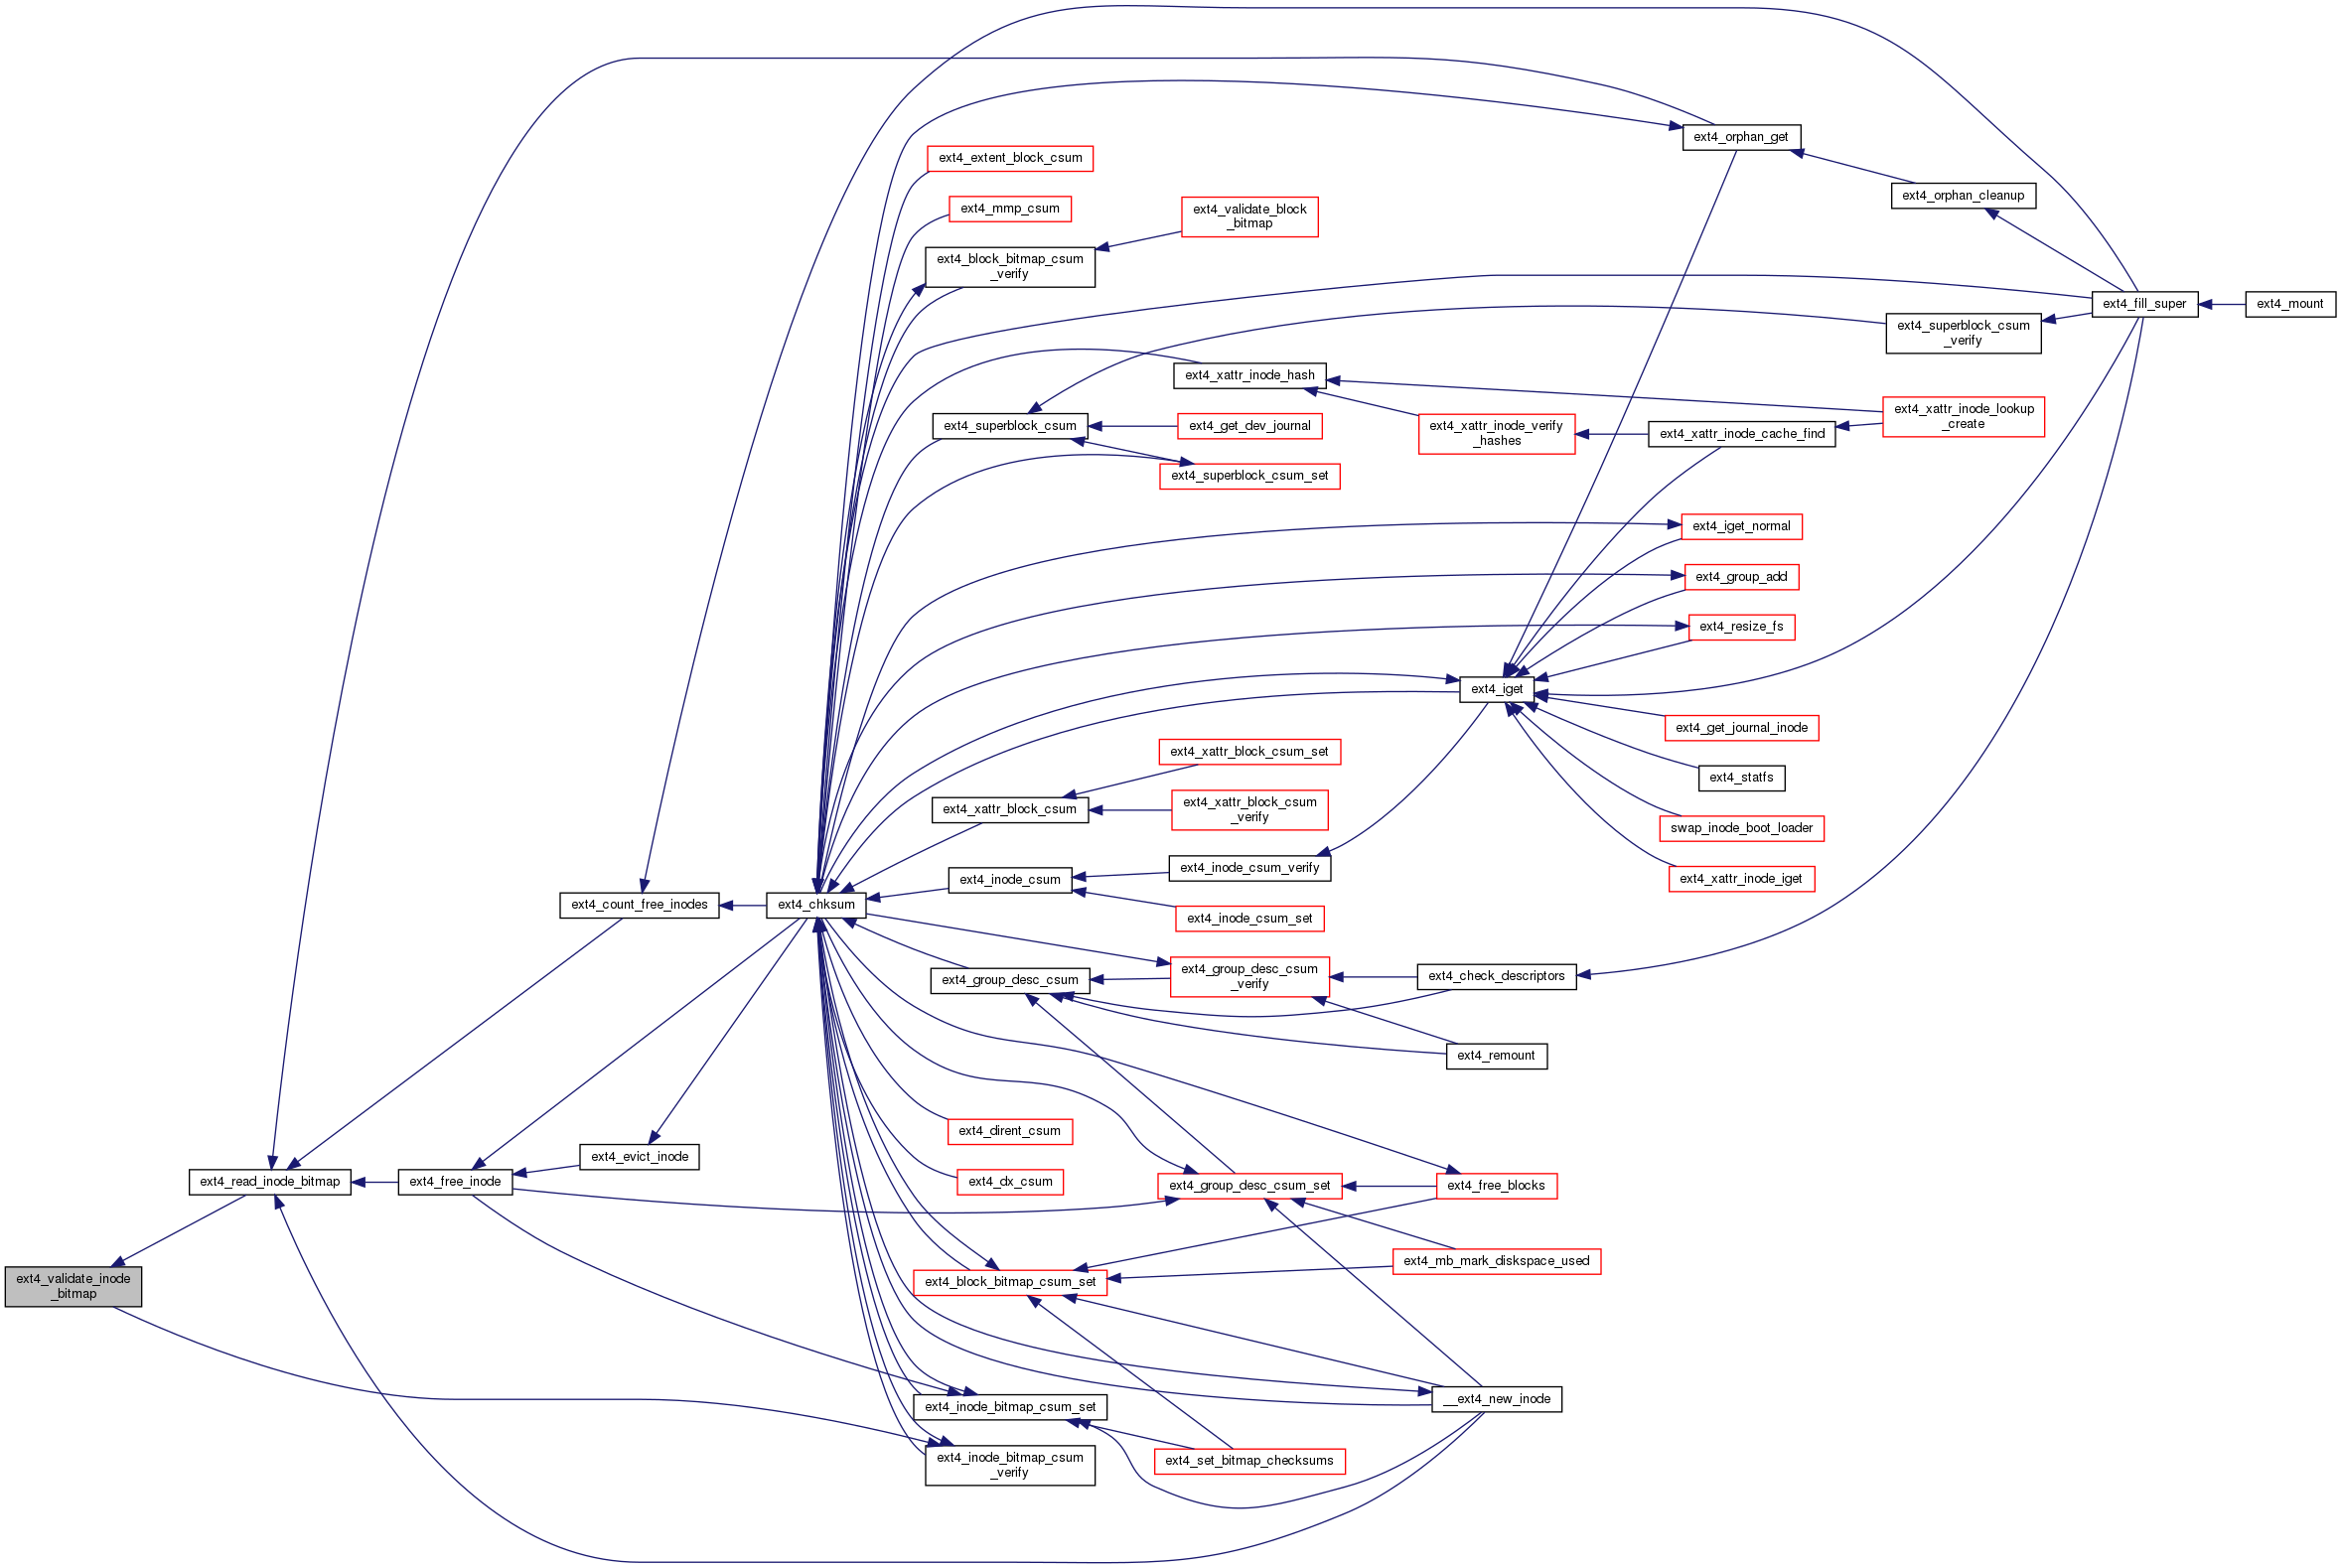 ext4_orphan_get
ext4_extent_block_csum
ext4_orphan_cleanup
ext4_mmp_csum
ext4_validate_block
_bitmap
ext4_block_bitmap_csum
_verify
ext4_fill_super
ext4_mount
ext4_superblock_csum
_verify
ext4_xattr_inode_hash
ext4_xattr_inode_lookup
_create
ext4_superblock_csum
ext4_get_dev_journal
ext4_xattr_inode_verify
_hashes
ext4_xattr_inode_cache_find
ext4_superblock_csum_set
ext4_iget_normal
ext4_group_add
ext4_resize_fs
ext4_iget
ext4_get_journal_inode
ext4_xattr_block_csum_set
ext4_statfs
ext4_xattr_block_csum
ext4_xattr_block_csum
_verify
swap_inode_boot_loader
ext4_inode_csum
ext4_inode_csum_verify
ext4_xattr_inode_iget
ext4_count_free_inodes
ext4_chksum
ext4_inode_csum_set
ext4_group_desc_csum
ext4_group_desc_csum
_verify
ext4_check_descriptors
ext4_remount
ext4_dirent_csum
ext4_evict_inode
ext4_read_inode_bitmap
ext4_free_inode
ext4_dx_csum
ext4_group_desc_csum_set
ext4_free_blocks
ext4_validate_inode
_bitmap
ext4_block_bitmap_csum_set
ext4_mb_mark_diskspace_used
ext4_inode_bitmap_csum_set
__ext4_new_inode
ext4_inode_bitmap_csum
_verify
ext4_set_bitmap_checksums